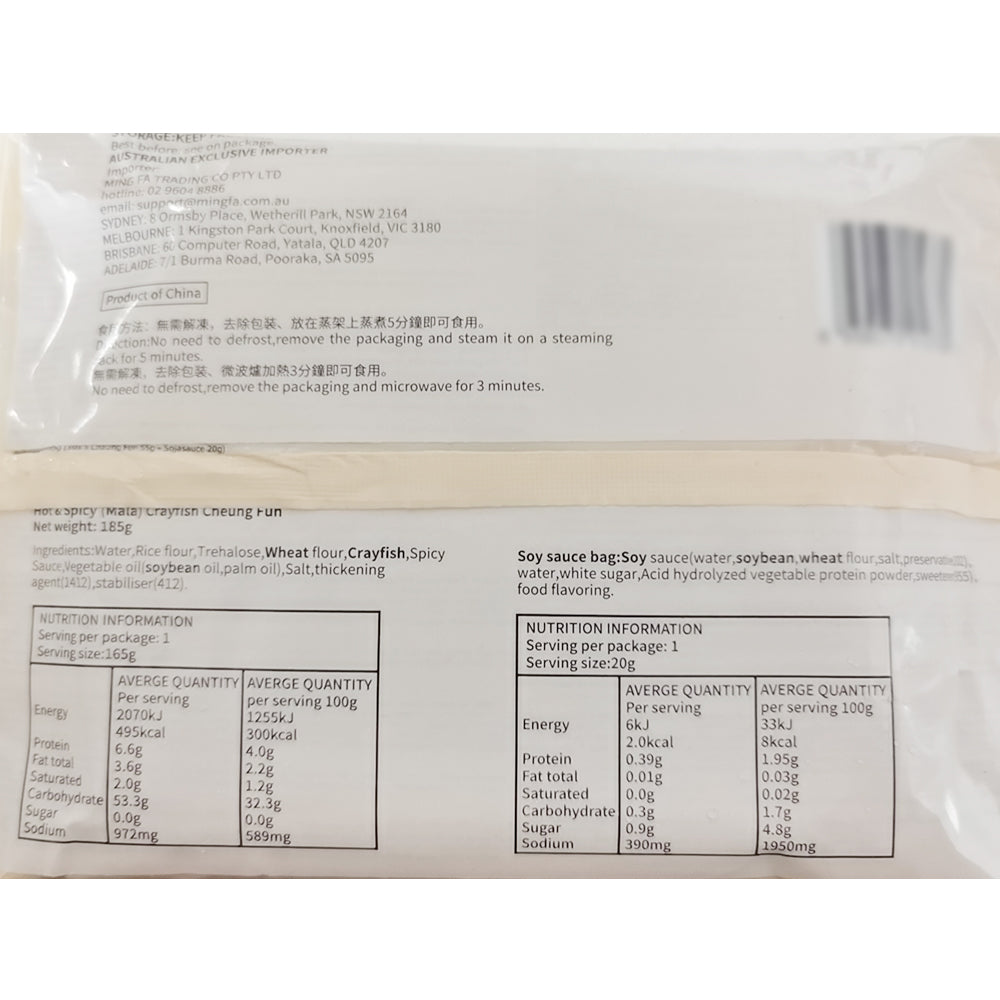 Best before, see on package
AUSTRALIAN EXCLUSIVE IMPORTER
Importer:
MING FA TRADING CO PTY LTD
hotline: 02 9604 8886
email: support@mingfa.com.au
SYDNEY: 8 Ormsby Place, Wetherill Park, NSW 2164
MELBOURNE: 1 Kingston Park Court, Knoxfield, VIC 3180
BRISBANE: Computer Road, Yatala, QLD 4207
ADELAIDE: 7/1 Burma Road, Pooraka, SA 5095
Product of China
方法：無需解凍，去除包裝、放在蒸架上蒸煮5分鐘即可食用。
No need to defrost,remove the packaging and steam it on a steaming
for 5 minutes.
無需解凍，去除包裝、微波爐加熱3分鐘即可食用。
No need to defrost,remove the packaging and microwave for 3 minutes.
Hot & Spicy (Mala) Crayfish Cheung Fun
Net weight: 185g
Ingredients:Water,Rice flour,Trehalose,Wheat flour,Crayfish,Spicy
Sauce,Vegetable oil(soybean oil,palm oil),Salt,thickening
agent(1412),stabiliser(412).
NUTRITION INFORMATION
Serving per package: 1
Serving size:165g
AVERGE QUANTITY AVERGE QUANTITY
Per serving per serving 100g
Energy 2070kJ 1255kJ
495kcal 300kcal
Protein 6.6g 4.0g
Fat total 3.6g 2.2g
Saturated 2.0g 1.2g
Carbohydrate 53.3g 32.3g
Sugar 0.0g 0.0g
Sodium 972mg 589mg
Soy sauce bag:Soy sauce(water,soybean,wheat flour,salt,preservative
water,white sugar,Acid hydrolyzed vegetable protein powder,
food flavoring.
NUTRITION INFORMATION
Serving per package: 1
Serving size:20g
AVERGE QUANTITY AVERGE QUANTITY
Per serving per serving 100g
Energy 6kJ 33kJ
2.0kcal 8kcal
Protein 0.39g 1.95g
Fat total 0.01g 0.03g
Saturated 0.0g 0.02g
Carbohydrate 0.3g 1.7g
Sugar 0.9g 4.8g
Sodium 390mg 1950mg